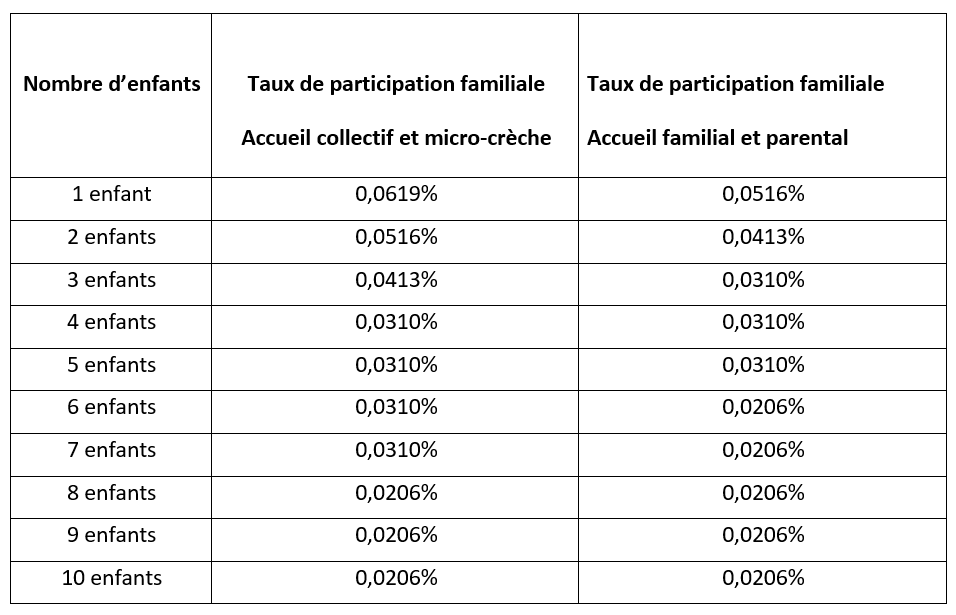 Nombre d’enfants
Taux de participation familiale
Accueil collectif et micro-crèche
Taux de participation familiale
Accueil familial et parental
1 enfant 0,0619% 0,0516%
2 enfants 0,0516% 0,0413%
3 enfants 0,0413% 0,0310%
4 enfants 0,0310% 0,0310%
5 enfants 0,0310% 0,0310%
6 enfants 0,0310% 0,0206%
7 enfants 0,0310% 0,0206%
8 enfants 0,0206% 0,0206%
9 enfants 0,0206% 0,0206%
10 enfants 0,0206% 0,0206%